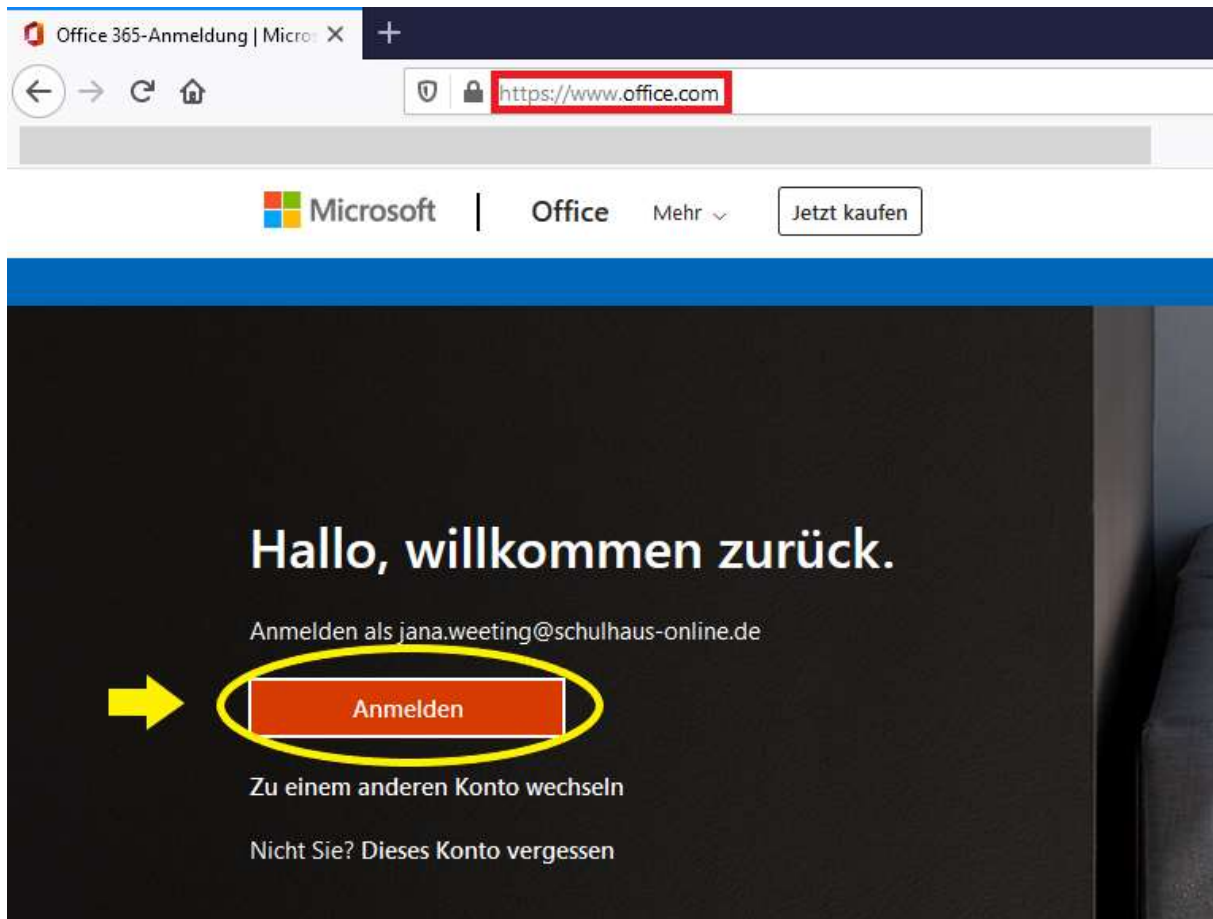 Office 365-Anmeldung | Micro
https://www.office.com
Microsoft | Office Mehr Jetzt kaufen
Hallo, willkommen zurück.
Anmelden als jana.weeting@schulhaus-online.de
Anmelden
Zu einem anderen Konto wechseln
Nicht Sie? Dieses Konto vergessen